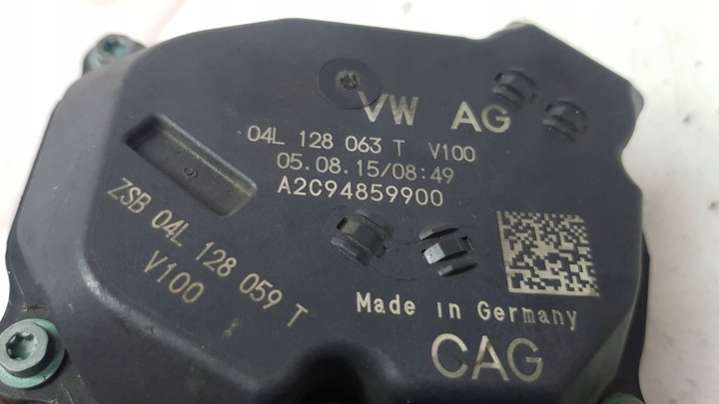 VW AG
04L 128 063 T V100
05.08.15/08:49
A2C94859900
ZSB 04L 128 059 T
V100
Made in Germany
CAG